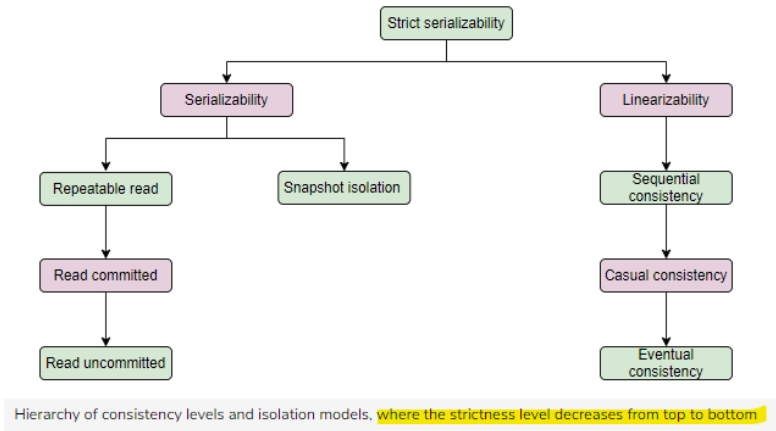 Strict serializability
Serializability
Linearizability
Repeatable read
Snapshot isolation
Sequential
consistency
Read committed
Casual consistency
Read uncommitted
Eventual
consistency
Hierarchy of consistency levels and isolation models, where the strictness level decreases from top to bottom